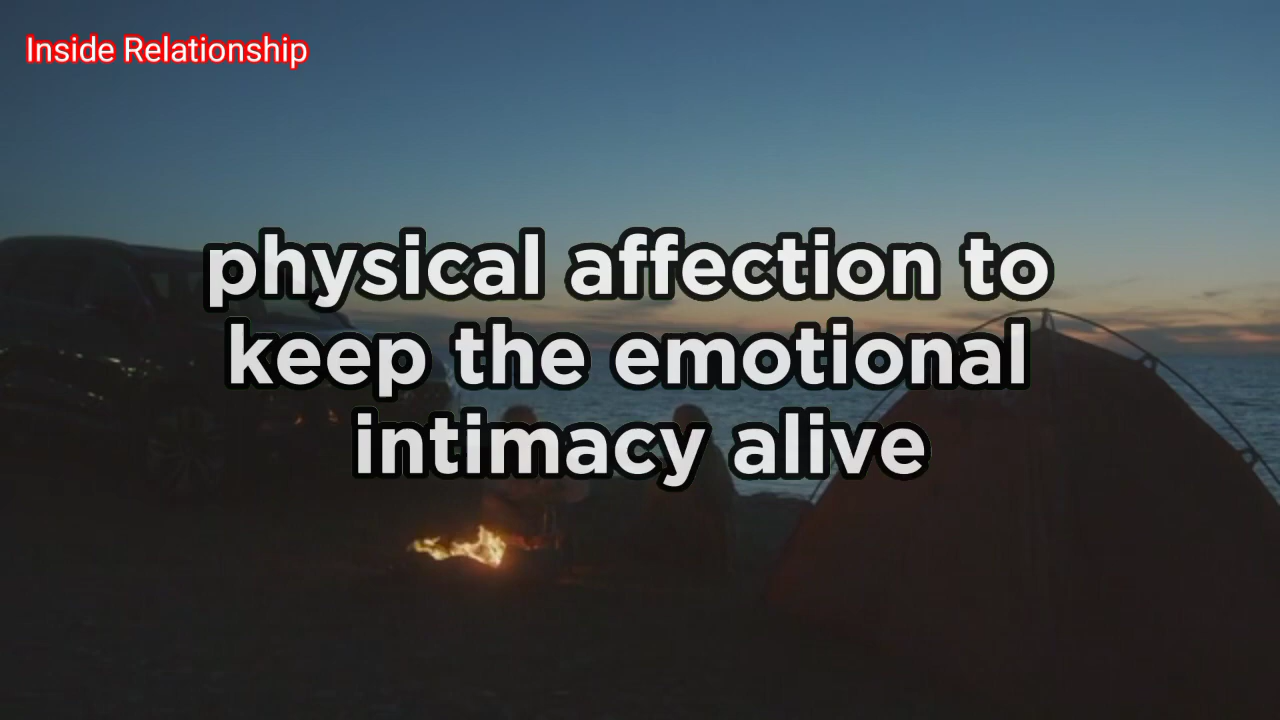 Inside Relationship
physical affection to
keep the emotional
intimacy alive